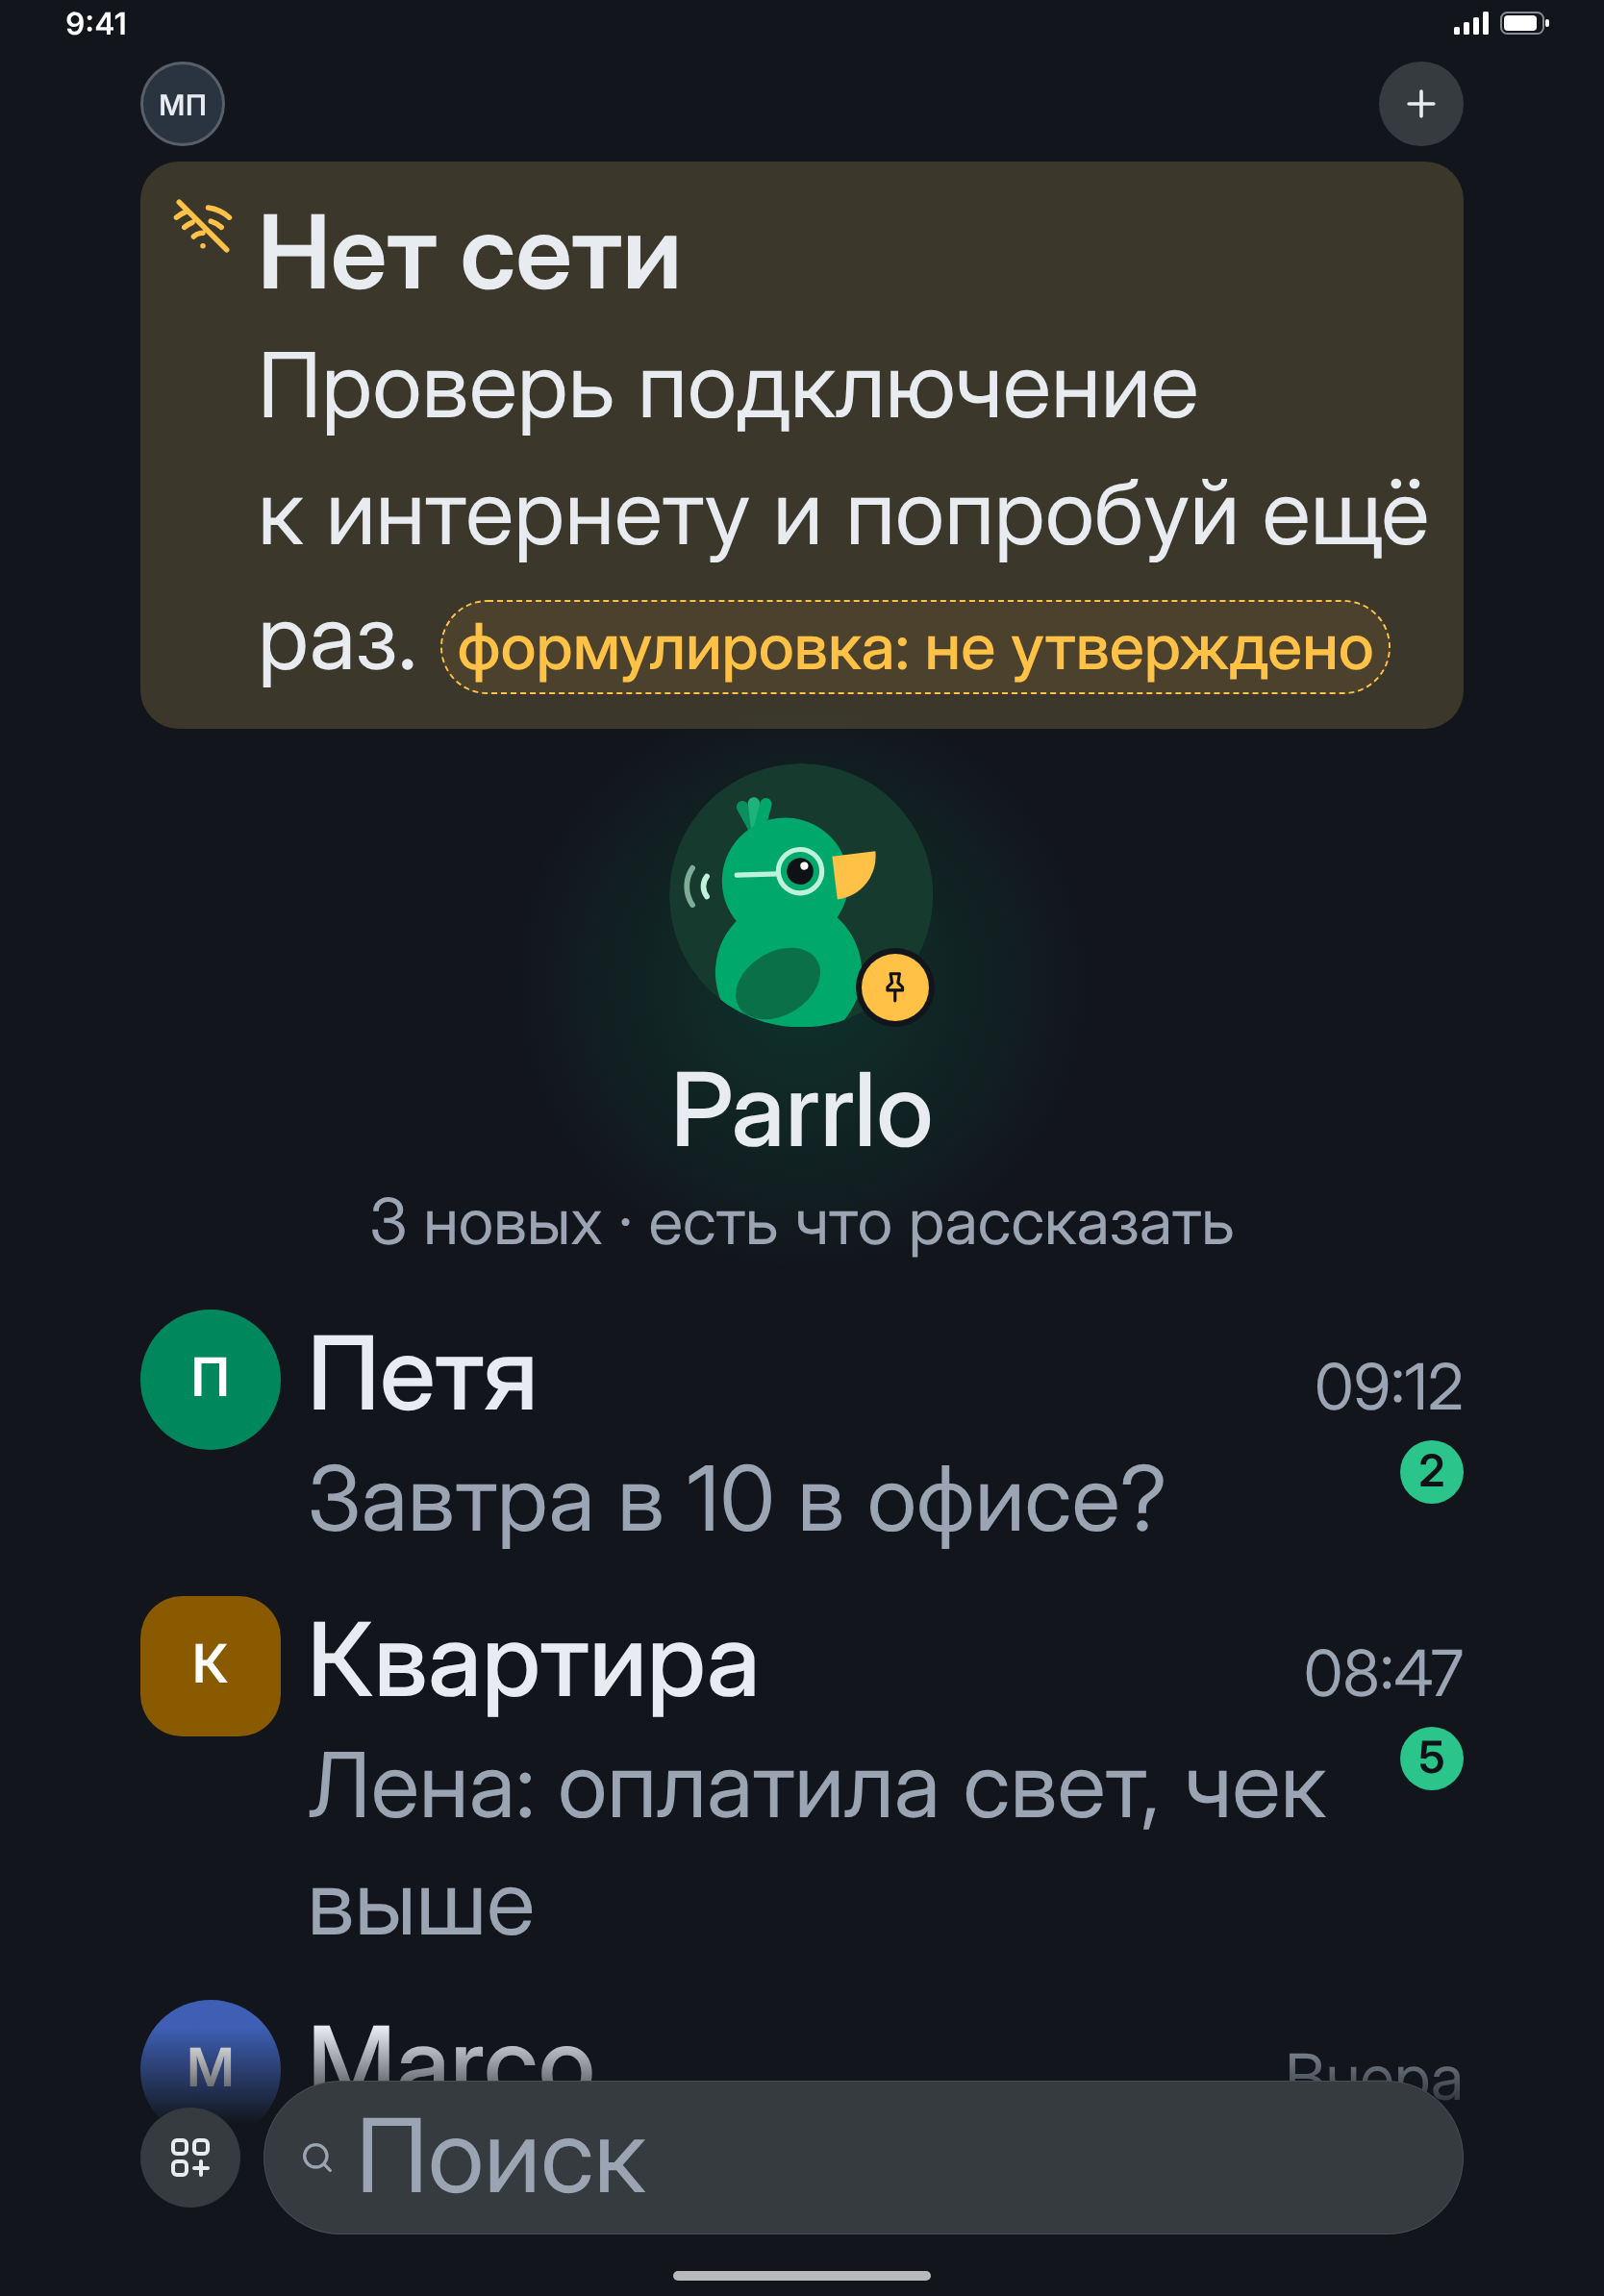 9:41
МП
Нет сети
Проверь подключение
к интернету и попробуй ещё
раз. формулировка: не утверждено
Parrlo
3 новых · есть что рассказать
П
Петя
09:12
Завтра в 10 в офисе?
2
К
Квартира
08:47
Лена: оплатила свет, чек
5
выше
M
Marco
Вчера
Поиск